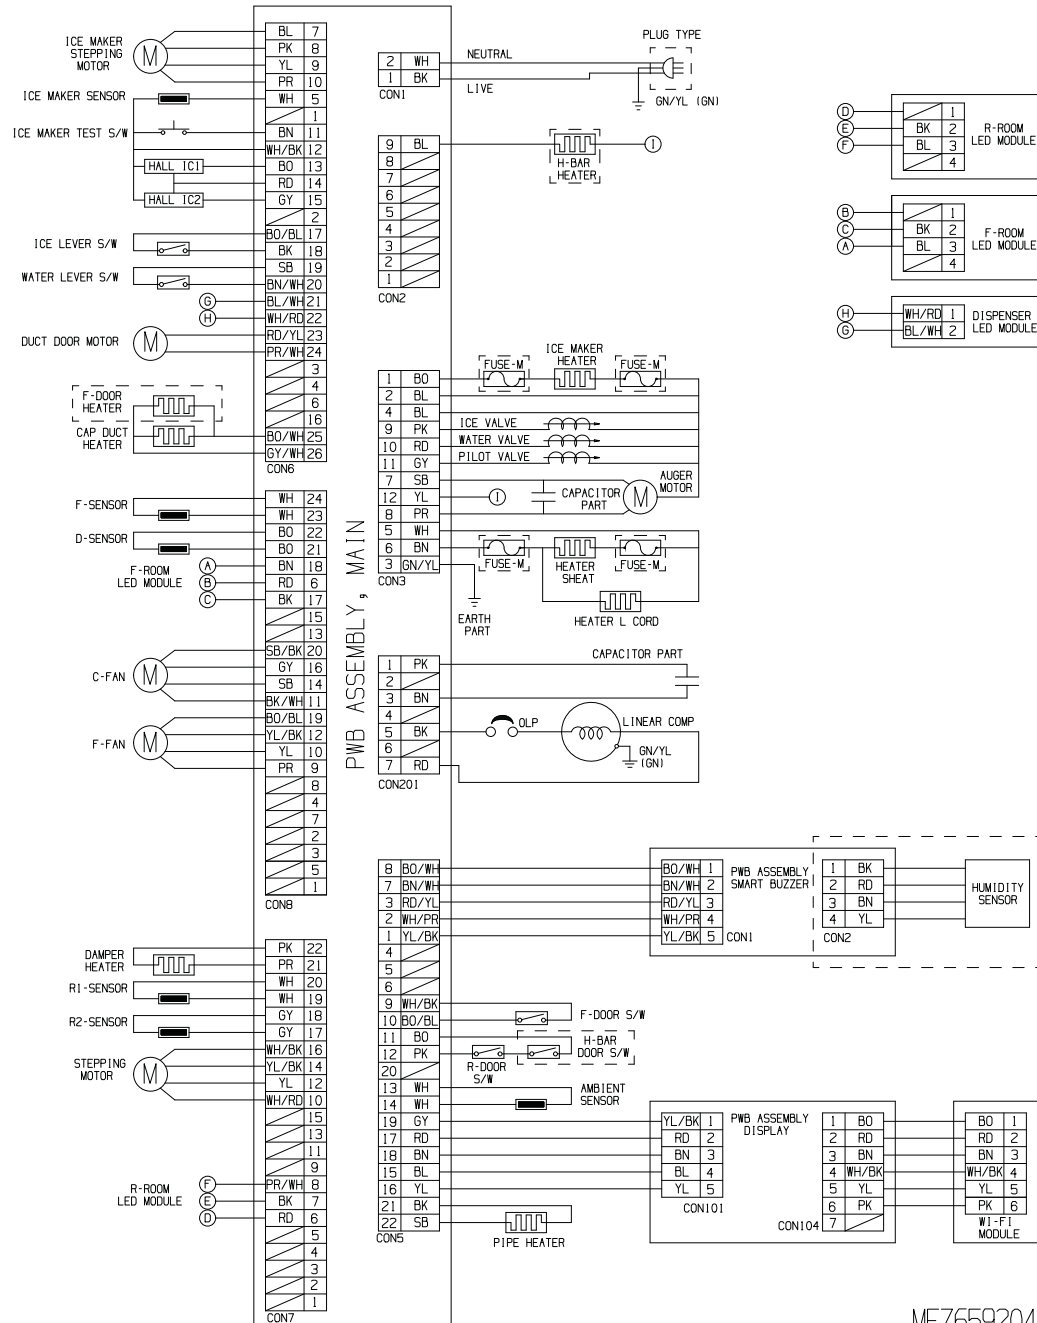 ICE MAKER
STEPPING
MOTOR
M
BL 7
PK 8
YL 9
PR 10
ICE MAKER SENSOR
WH 5
1
ICE MAKER TEST S/W
BN 11
WH/BK 12
HALL IC1
BO 13
RD 14
HALL IC2
GY 15
2
ICE LEVER S/W
BO/BL 17
BK 18
WATER LEVER S/W
SB 19
BN/WH 20
G
BL/WH 21
H
WH/RD 22
DUCT DOOR MOTOR
M
RD/YL 23
PR/WH 24
3
4
6
16
F-DOOR
HEATER
CAP DUCT
HEATER
BO/WH 25
GY/WH 26
CON6
F-SENSOR
WH 24
WH 23
D-SENSOR
BO 22
BO 21
F-ROOM
LED MODULE
A
BN 18
B
RD 6
C
BK 17
15
13
C-FAN
M
SB/BK 20
GY 16
SB 14
BK/WH 11
F-FAN
M
BO/BL 19
YL/BK 12
YL 10
PR 9
8
4
7
2
3
5
1
CON8
DAMPER
HEATER
PK 22
PR 21
R1-SENSOR
WH 20
WH 19
R2-SENSOR
GY 18
GY 17
STEPPING
MOTOR
M
WH/BK 16
YL/BK 14
YL 12
WH/RD 10
15
13
11
9
R-ROOM
LED MODULE
F
PR/WH 8
E
BK 7
D
RD 6
5
4
3
2
1
CON7
PWB ASSEMBLY, MAIN
2 WH
1 BK
CON1
NEUTRAL
LIVE
PLUG TYPE
GN/YL (GN)
9 BL
8
7
6
5
4
3
2
1
CON2
H-BAR
HEATER
I
1 BO
2 BL
4 BL
9 PK
10 RD
11 GY
7 SB
12 YL
8 PR
5 WH
6 BN
3 GN/YL
CON3
FUSE-M
ICE MAKER
HEATER
FUSE-M
ICE VALVE
WATER VALVE
PILOT VALVE
I
CAPACITOR
PART
M
AUGER
MOTOR
FUSE-M
HEATER
SHEAT
FUSE-M
HEATER L CORD
EARTH
PART
1 PK
2
3 BN
4
5 BK
6
7 RD
CON201
CAPACITOR PART
OLP
LINEAR COMP
GN/YL
(GN)
8 BO/WH
7 BN/WH
3 RD/YL
2 WH/PR
1 YL/BK
4
5
6
9 WH/BK
10 BO/BL
11 BO
12 PK
20
13 WH
14 WH
19 GY
17 RD
18 BN
15 BL
16 YL
21 BK
22 SB
CON5
F-DOOR S/W
H-BAR
DOOR S/W
R-DOOR
S/W
AMBIENT
SENSOR
PIPE HEATER
BO/WH 1
BN/WH 2
RD/YL 3
WH/PR 4
YL/BK 5
CON1
PWB ASSEMBLY
SMART BUZZER
1 BK
2 RD
3 BN
4 YL
CON2
HUMIDITY
SENSOR
YL/BK 1
RD 2
BN 3
BL 4
YL 5
CON101
PWB ASSEMBLY
DISPLAY
1 BO
2 RD
3 BN
4 WH/BK
5 YL
6 PK
7
CON104
BO 1
RD 2
BN 3
WH/BK 4
YL 5
PK 6
WI-FI
MODULE
D
E
F
1
BK 2
BL 3
4
R-ROOM
LED MODULE
B
C
A
1
BK 2
BL 3
4
F-ROOM
LED MODULE
H
G
WH/RD 1
BL/WH 2
DISPENSER
LED MODULE
MEZ659204